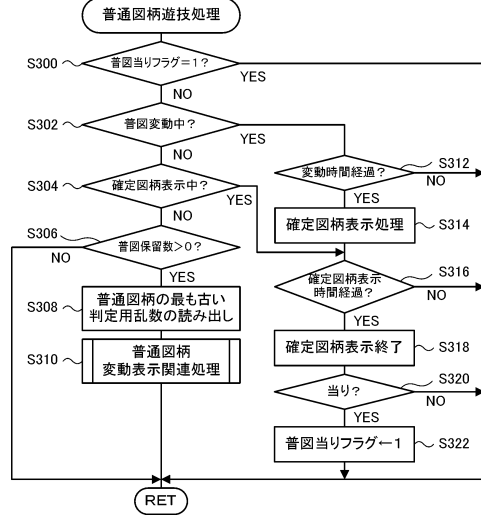 普通図柄遊技処理
S300
普図当りフラグ=1?
YES
NO
S302
普図変動中?
YES
NO
S304
確定図柄表示中?
YES
NO
S306
普図保留数>0?
NO
YES
S308
普通図柄の最も古い
判定用乱数の読み出し
S310
普通図柄
変動表示関連処理
S312
変動時間経過?
NO
YES
確定図柄表示処理
S314
確定図柄表示
時間経過?
S316
NO
YES
確定図柄表示終了
S318
当り?
S320
NO
YES
普図当りフラグ←1
S322
RET